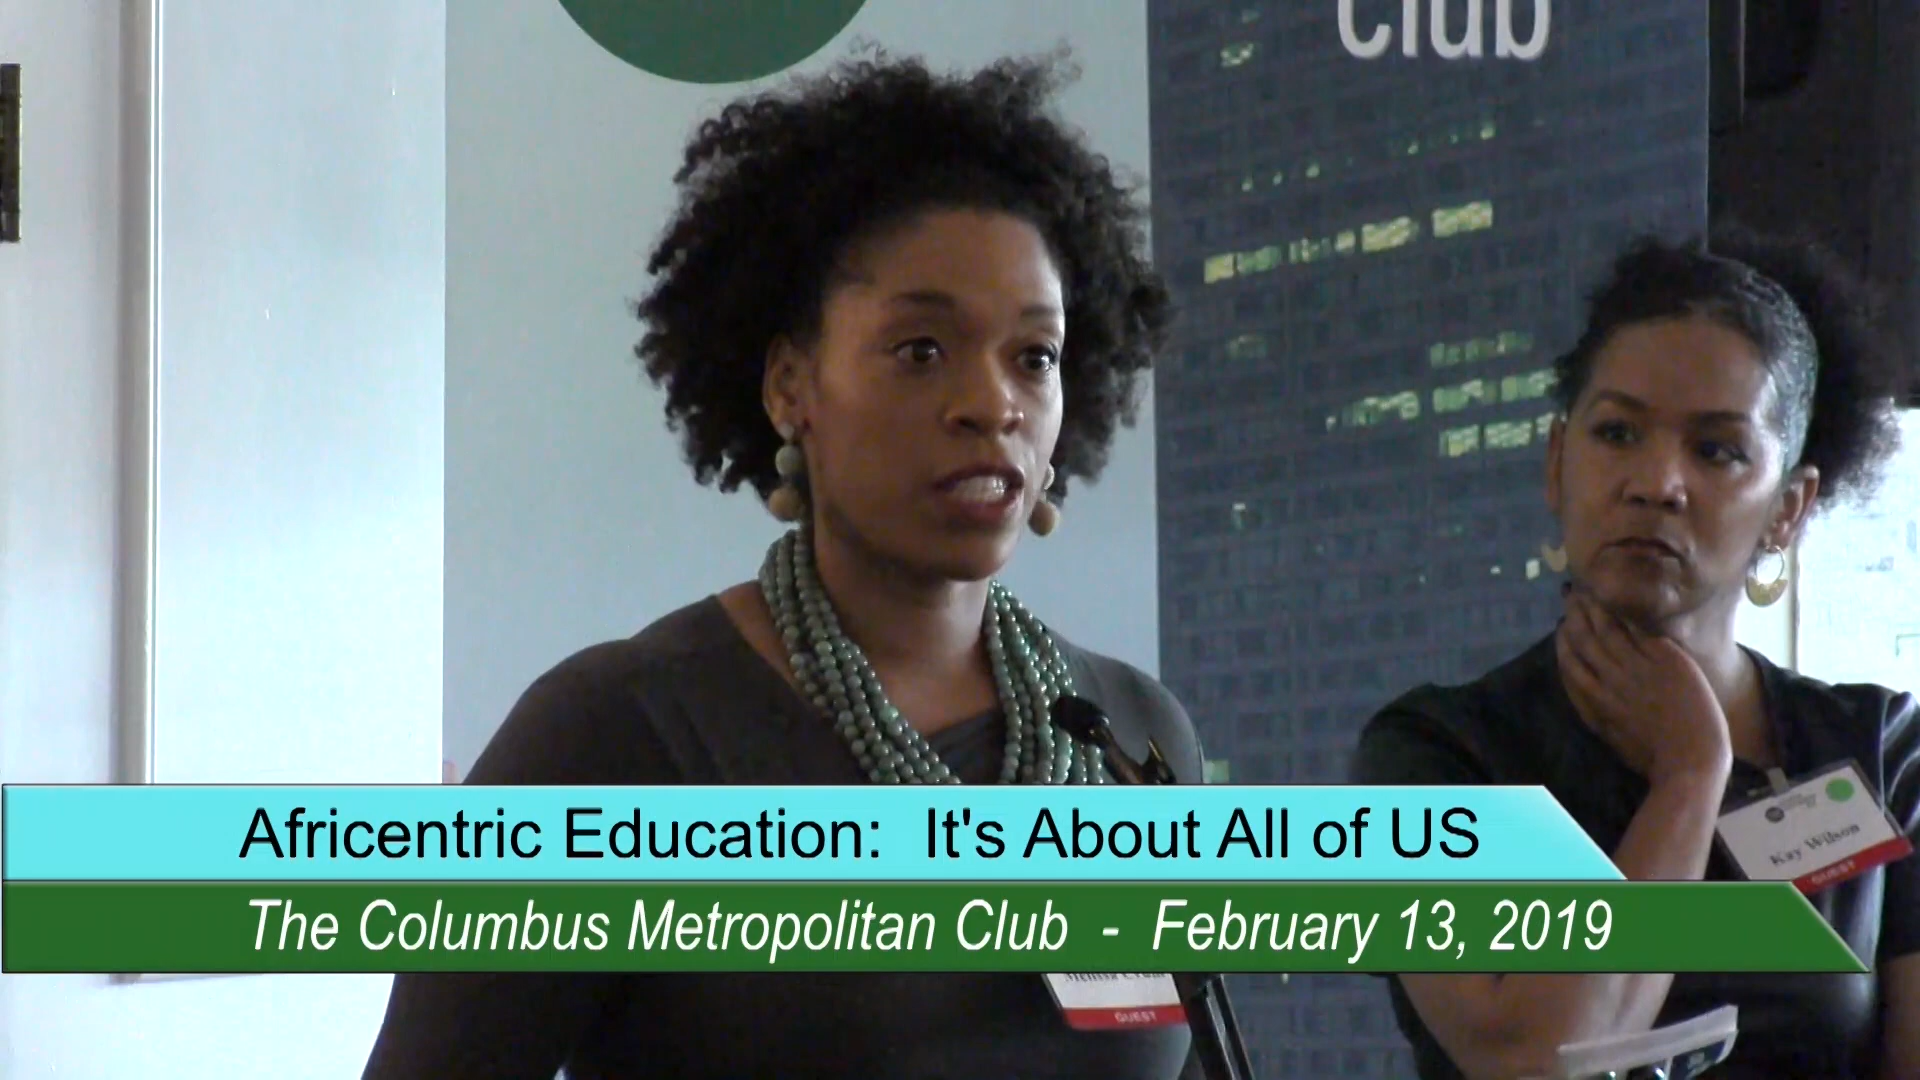 Club
Africentric Education: It's About All of US
The Columbus Metropolitan Club - February 13, 2019
Kay Wilson
GUEST
GUEST